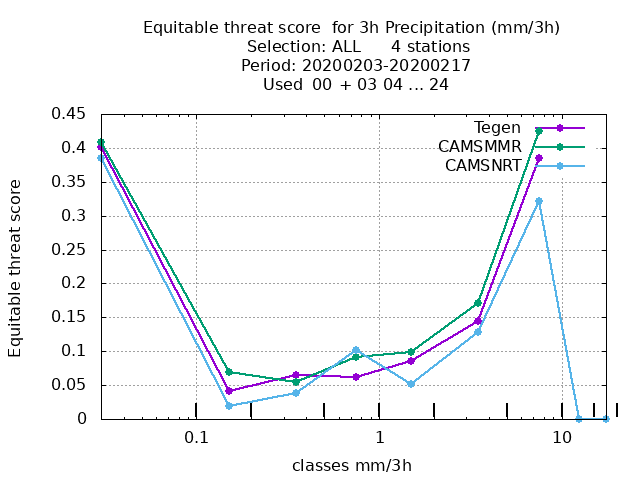 Equitable threat score  for 3h Precipitation (mm/3h)
Selection: ALL      4 stations
Period: 20200203-20200217
Used  00 + 03 04 ... 24
Equitable threat score
0.45
0.4
0.35
0.3
0.25
0.2
0.15
0.1
0.05
0
Tegen
CAMSMMR
CAMSNRT
0.1
1
10
classes mm/3h